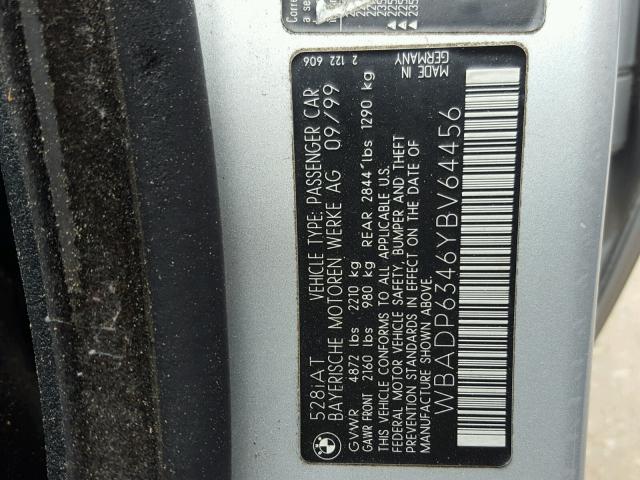 528iAT VEHICLE TYPE: PASSENGER CAR 2 122 606
BAYERISCHE MOTOREN WERKE AG 09/99
GVWR 4872 lbs 2210 kg
GAWR FRONT 2160 lbs 980 kg REAR 2844 lbs 1290 kg
THIS VEHICLE CONFORMS TO ALL APPLICABLE U.S.
FEDERAL MOTOR VEHICLE SAFETY, BUMPER AND THEFT
PREVENTION STANDARDS IN EFFECT ON THE DATE OF
MANUFACTURE SHOWN ABOVE.
MADE IN
GERMANY
WBADP6346YBV64456